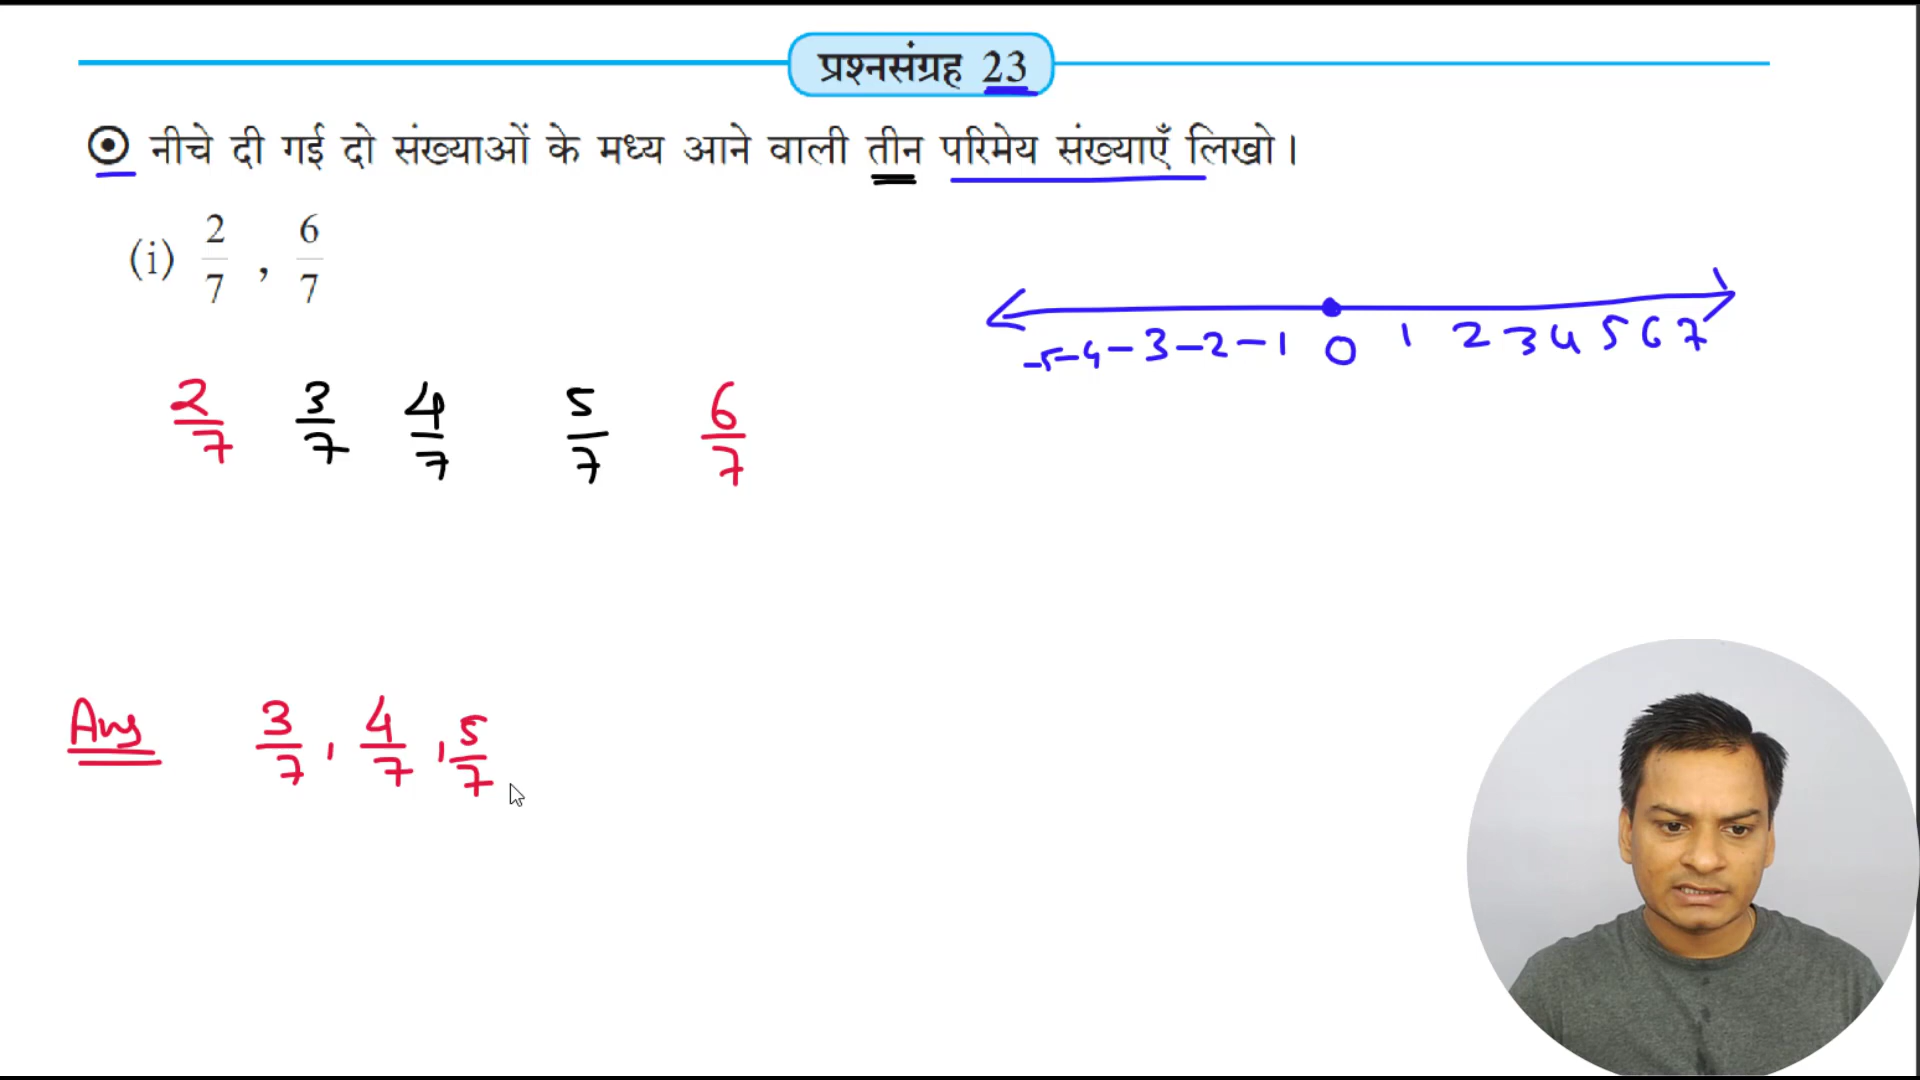 प्रश्नसंग्रह 23
नीचे दी गई दो संख्याओं के मध्य आने वाली तीन परिमेय संख्याएँ लिखो।
(i) 2/7 , 6/7
-5 -4 -3 -2 -1 0 1 2 3 4 5 6 7
2/7 3/7 4/7 5/7 6/7
Ans 3/7 , 4/7 , 5/7